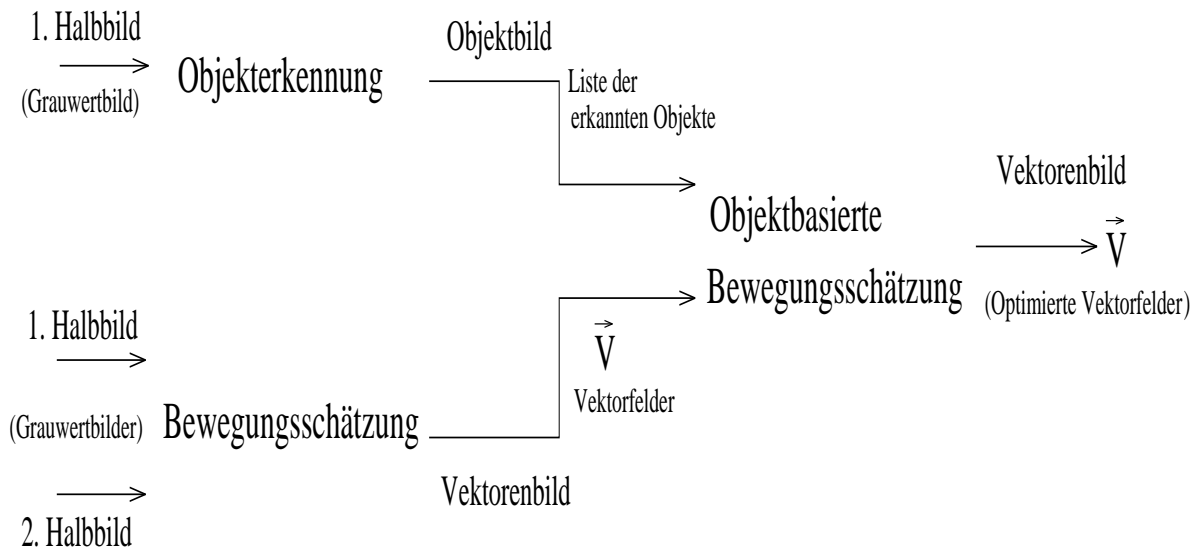 1. Halbbild
(Grauwertbild)
Objekterkennung
Objektbild
Liste der
erkannten Objekte
Objektbasierte
Bewegungsschätzung
Vektorenbild
V
(Optimierte Vektorfelder)
1. Halbbild
(Grauwertbilder)
2. Halbbild
Bewegungsschätzung
V
Vektorfelder
Vektorenbild